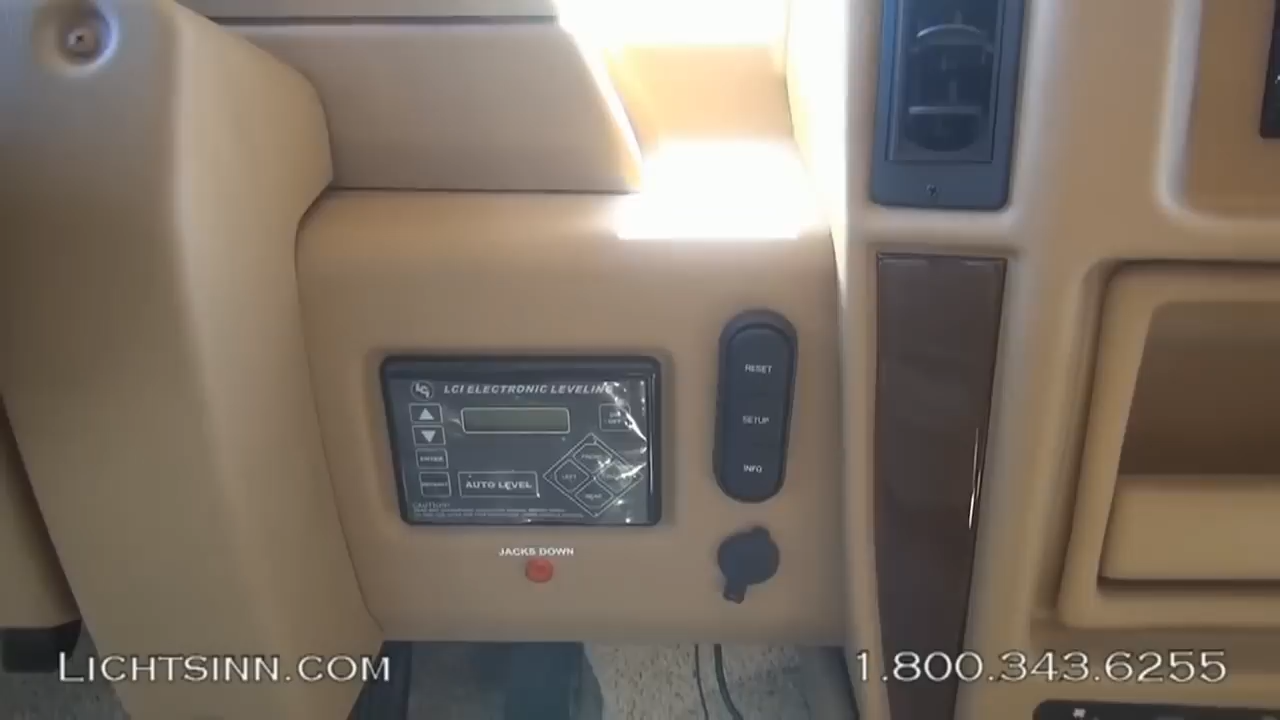 LCI ELECTRONIC LEVELING
ENTER
AUTO LEVEL
FRONT
LEFT
REAR
CAUTION!
RESET
SETUP
INFO
JACKS DOWN
LICHTSINN.COM
1.800.343.6255